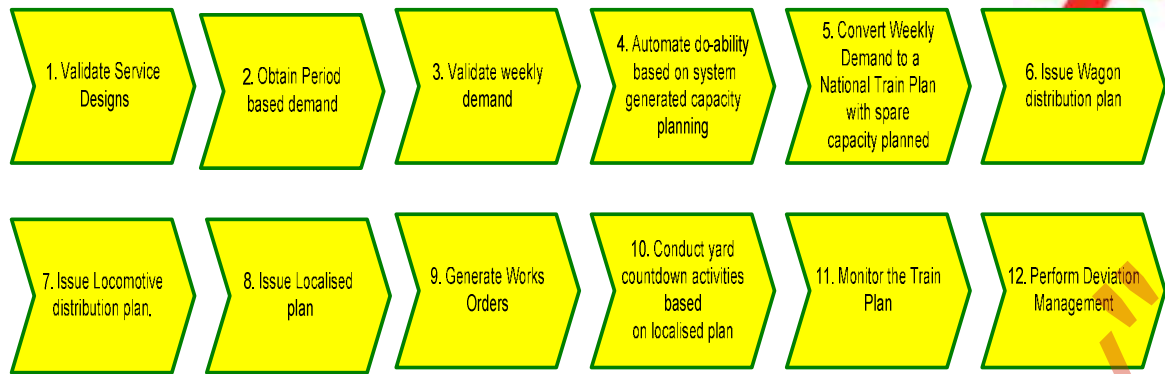 1. Validate Service
Designs
2. Obtain Period
based demand
3. Validate weekly
demand
4. Automate do-ability
based on system
generated capacity
planning
5. Convert Weekly
Demand to a
National Train Plan
with spare
capacity planned
6. Issue Wagon
distribution plan
7. Issue Locomotive
distribution plan.
8. Issue Localised
plan
9. Generate Works
Orders
10. Conduct yard
countdown activities
based
on localised plan
11. Monitor the Train
Plan
12. Perform Deviation
Management